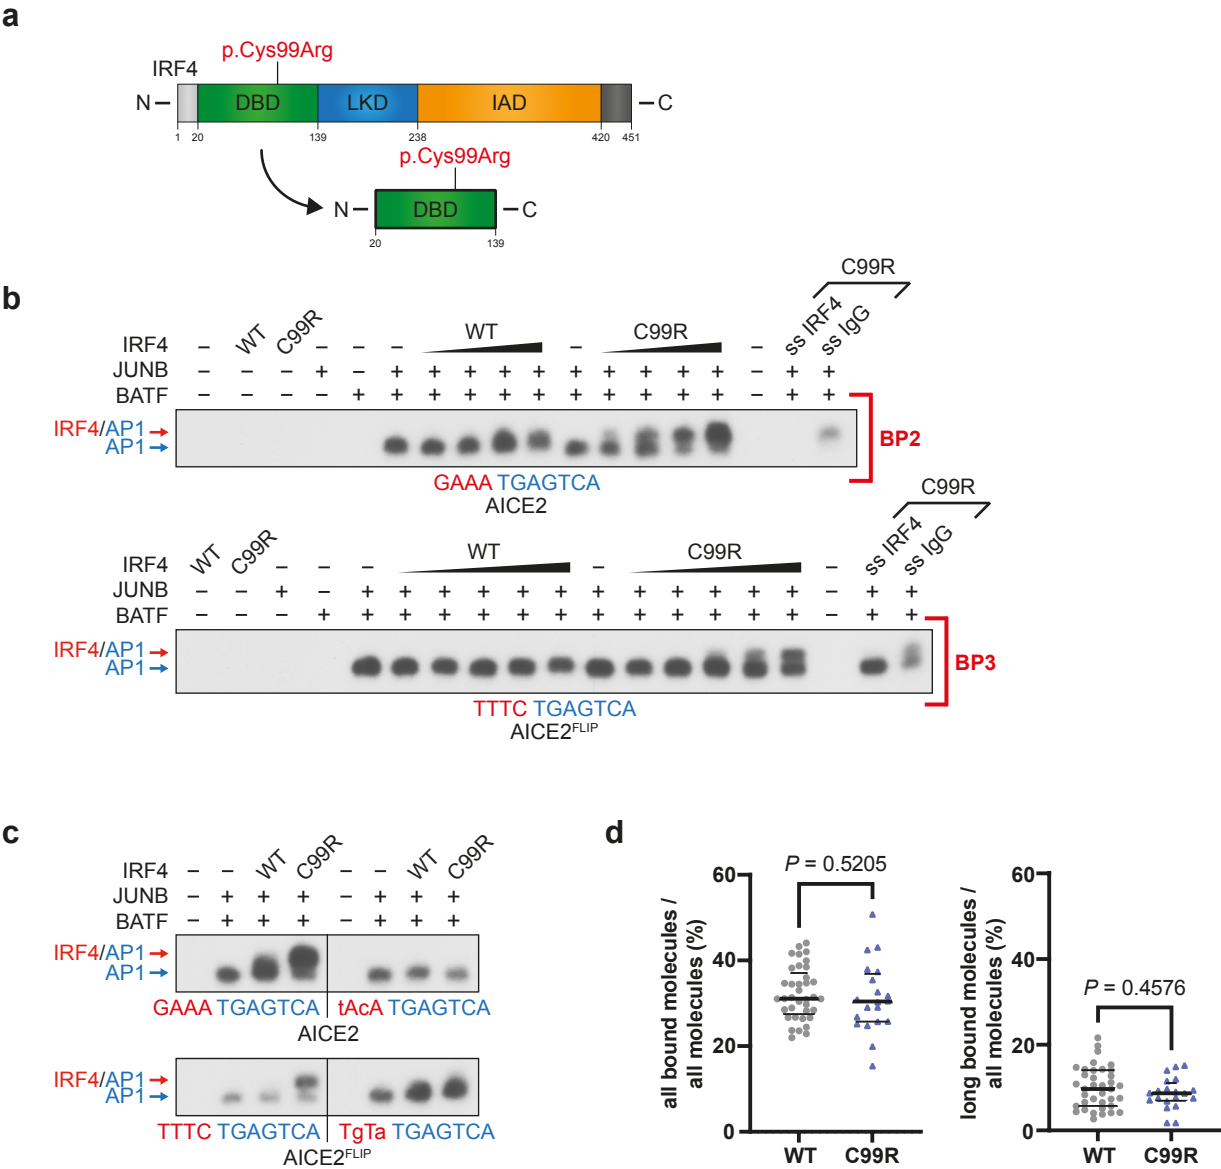 a
p.Cys99Arg
IRF4
N DBD LKD IAD C
1 20 139 238 420 451
p.Cys99Arg
N DBD C
20 139
b
C99R
IRF4 – WT C99R – – – WT – C99R – ss IRF4 ss IgG
JUNB – – – + – + + + + + + + + + + – + +
BATF – – – – + + + + + + + + + + + – + +
IRF4/AP1
AP1
BP2
GAAA TGAGTCA
AICE2
C99R
IRF4 WT C99R – – – WT – C99R – ss IRF4 ss IgG
JUNB – – + – + + + + + + + + + + + + – + +
BATF – – – + + + + + + + + + + + + + – + +
IRF4/AP1
AP1
BP3
TTTC TGAGTCA
AICE2FLIP
c
IRF4 – – WT C99R – – WT C99R
JUNB – + + + – + + +
BATF – + + + – + + +
IRF4/AP1
AP1
GAAA TGAGTCA tAcA TGAGTCA
AICE2
IRF4/AP1
AP1
TTTC TGAGTCA TgTa TGAGTCA
AICE2FLIP
d
all bound molecules /
all molecules (%)
60
40
20
0
P = 0.5205
WT C99R
long bound molecules /
all molecules (%)
60
40
20
0
P = 0.4576
WT C99R